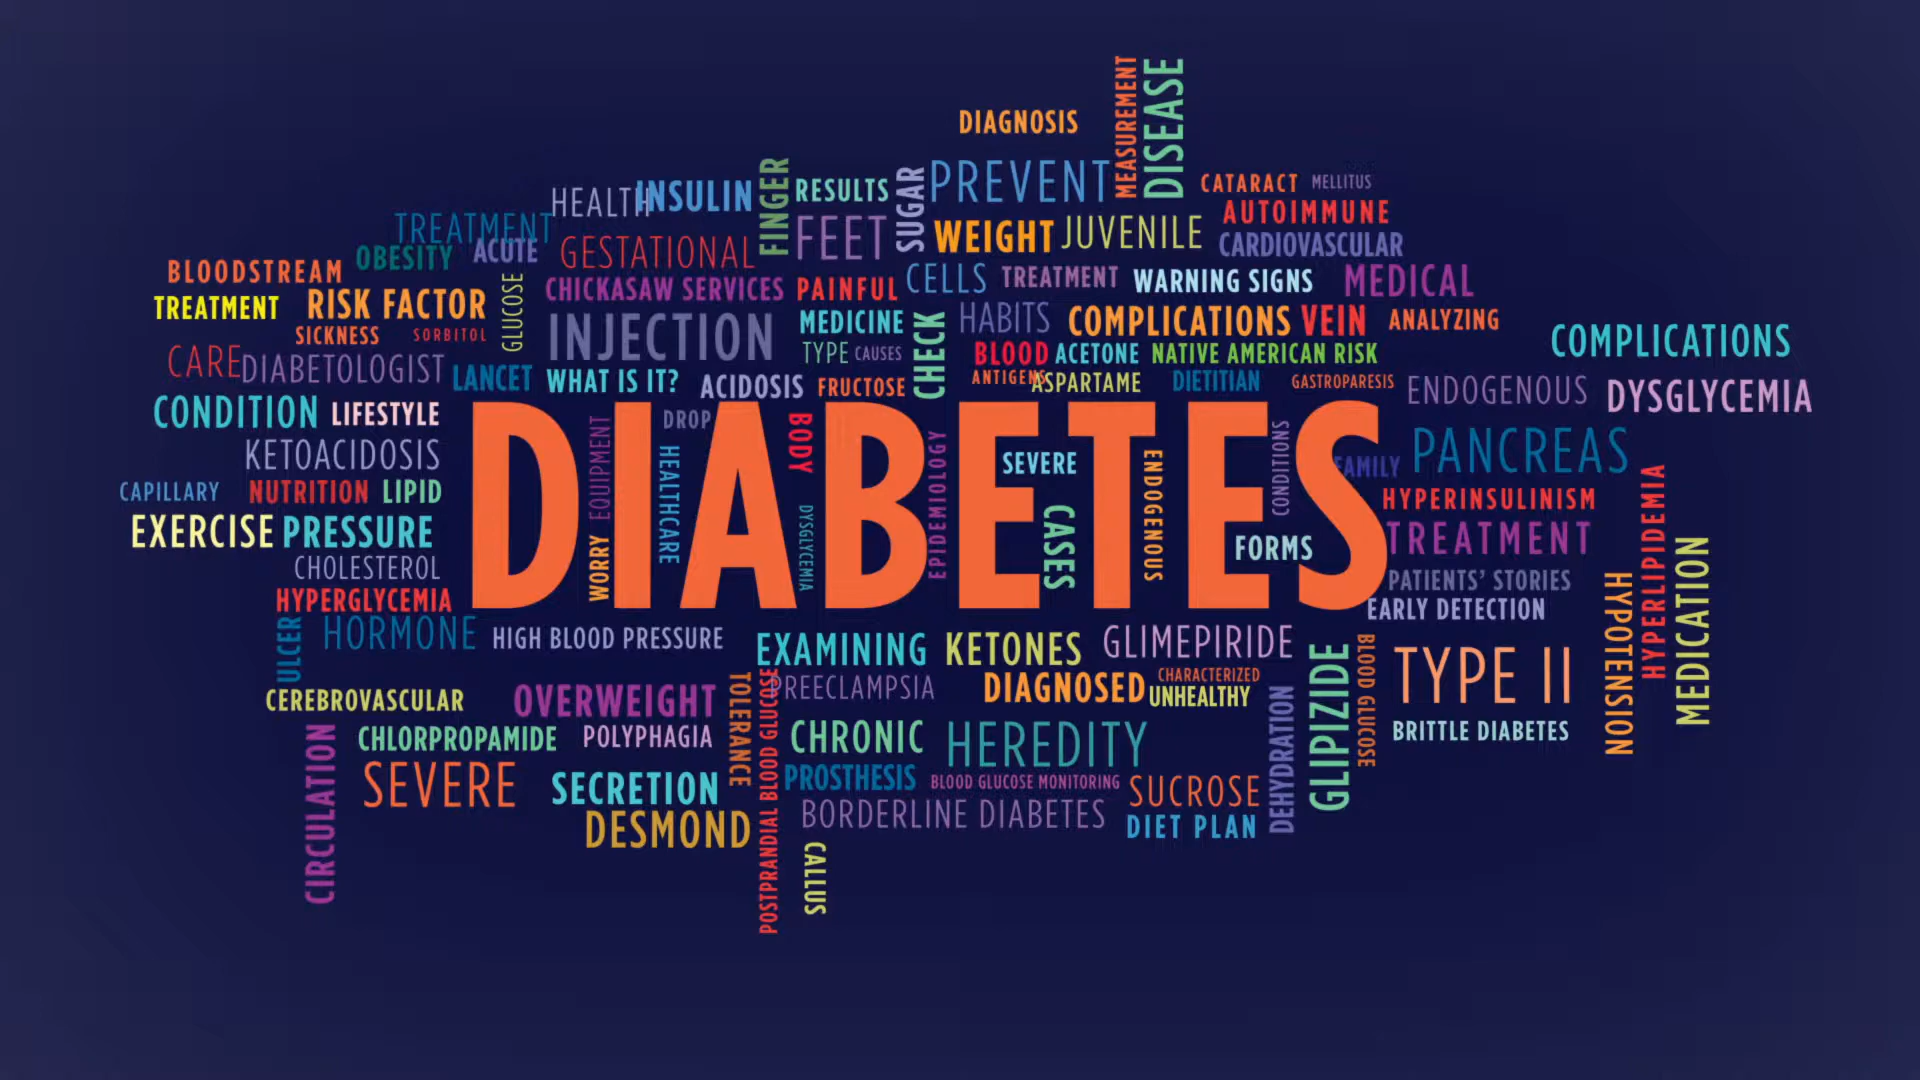 DISEASE
MEASUREMENT
DIAGNOSIS
FINGER
SUGAR
PREVENT
CATARACT
MELLITUS
HEALTH
INSULIN
RESULTS
AUTOIMMUNE
TREATMENT
FEET
WEIGHT
JUVENILE
CARDIOVASCULAR
OBESITY
ACUTE
GESTATIONAL
BLOODSTREAM
CELLS
TREATMENT
WARNING SIGNS
MEDICAL
GLUCOSE
CHICKASAW SERVICES
PAINFUL
TREATMENT
RISK FACTOR
HABITS
COMPLICATIONS
VEIN
ANALYZING
SICKNESS
SORBITOL
INJECTION
MEDICINE
CHECK
COMPLICATIONS
CARE
DIABETOLOGIST
TYPE
CAUSES
BLOOD
ACETONE
NATIVE AMERICAN RISK
LANCET
WHAT IS IT?
ACIDOSIS
FRUCTOSE
ANTIGENS
ASPARTAME
DIETITIAN
GASTROPARESIS
ENDOGENOUS
DYSGLYCEMIA
CONDITION
LIFESTYLE
DROP
BODY
DIABETES
EQUIPMENT
HEALTHCARE
EPIDEMIOLOGY
SEVERE
ENDOGENOUS
CONDITIONS
FAMILY
PANCREAS
KETOACIDOSIS
CAPILLARY
NUTRITION
LIPID
HYPERINSULINISM
HYPERLIPIDEMIA
EXERCISE
PRESSURE
WORRY
DYSGLYCEMIA
CASES
FORMS
TREATMENT
MEDICATION
CHOLESTEROL
PATIENTS' STORIES
HYPOTENSION
HYPERGLYCEMIA
EARLY DETECTION
ULCER
HORMONE
HIGH BLOOD PRESSURE
EXAMINING
KETONES
GLIMEPIRIDE
GLIPIZIDE
BLOOD GLUCOSE
TYPE II
CEREBROVASCULAR
OVERWEIGHT
TOLERANCE
POSTPRANDIAL BLOOD GLUCOSE
PREECLAMPSIA
DIAGNOSED
CHARACTERIZED
UNHEALTHY
DEHYDRATION
BRITTLE DIABETES
CIRCULATION
CHLORPROPAMIDE
POLYPHAGIA
CHRONIC
HEREDITY
SEVERE
SECRETION
PROSTHESIS
BLOOD GLUCOSE MONITORING
SUCROSE
DESMOND
BORDERLINE DIABETES
DIET PLAN
CALLUS